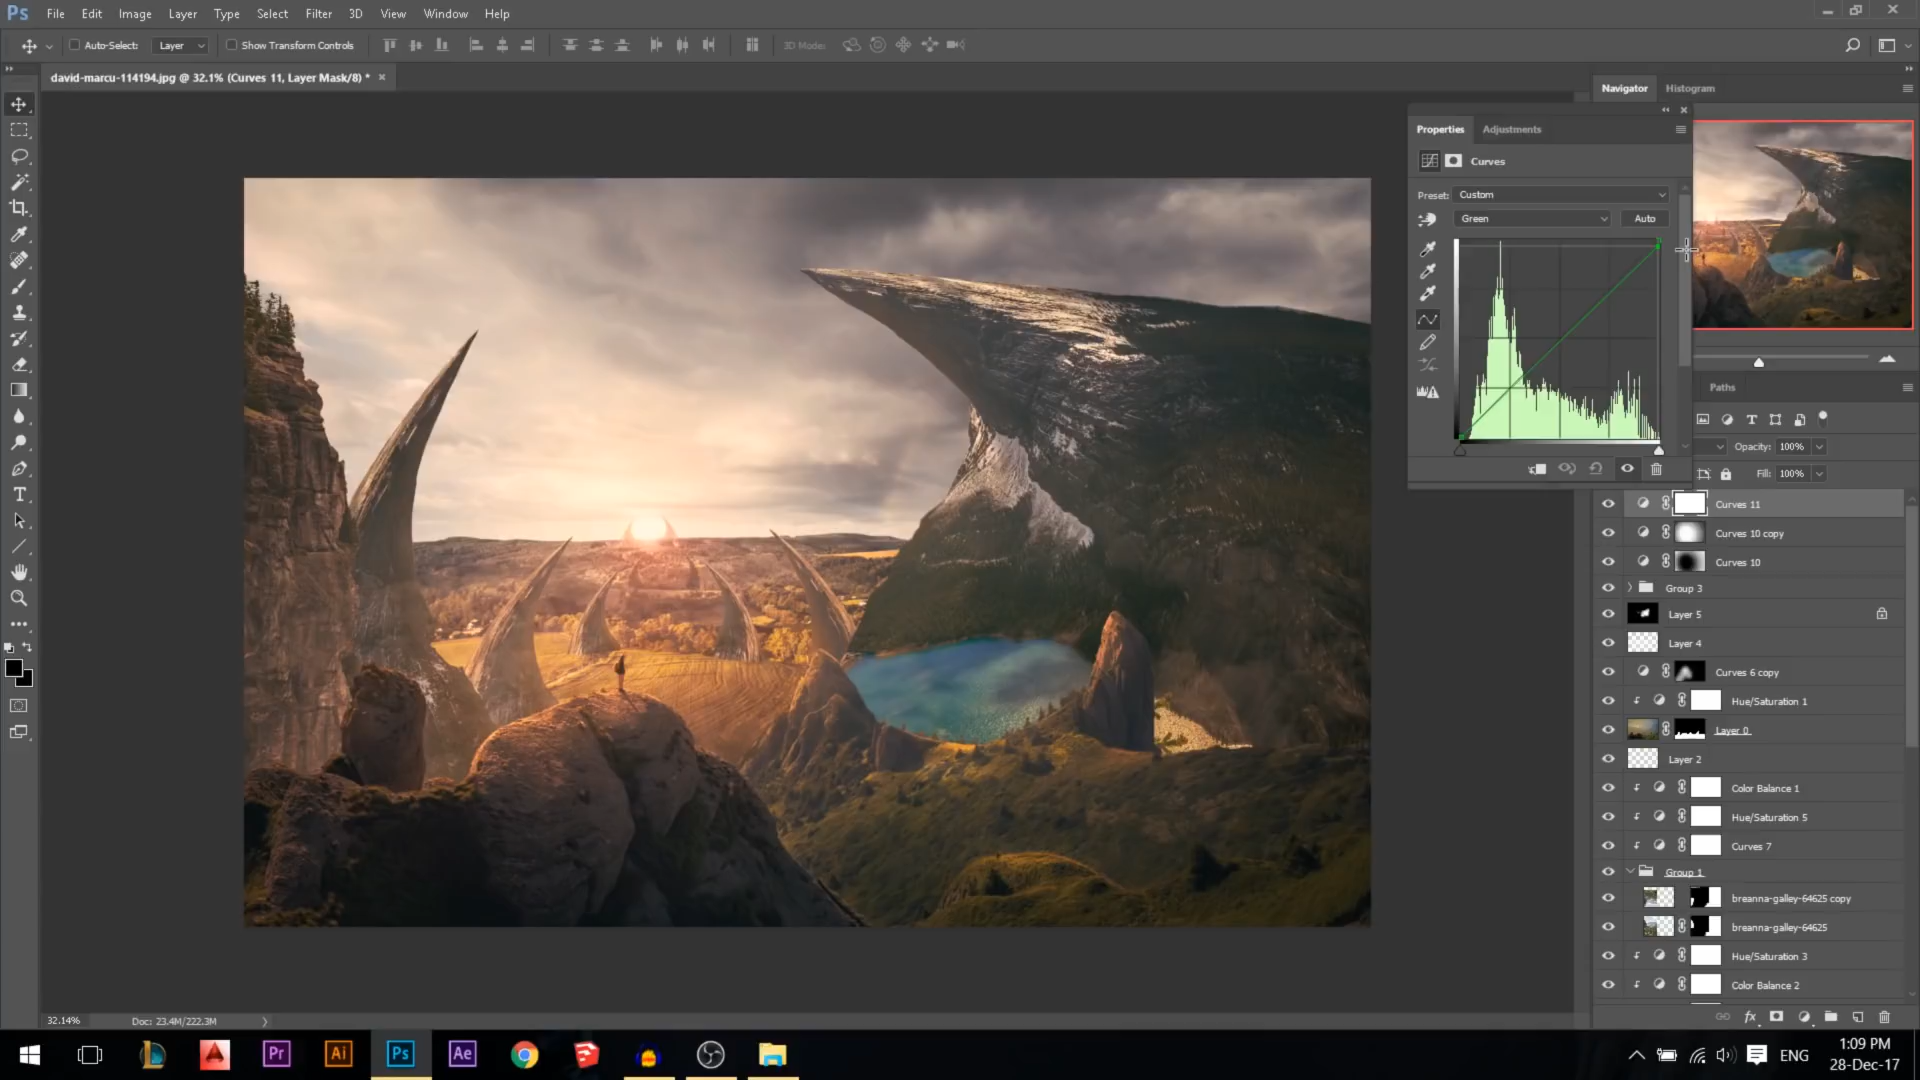 Ps File Edit Image Layer Type Select Filter 3D View Window Help
Auto-Select: Layer Show Transform Controls 3D Mode:
david-marcu-114194.jpg @ 32.1% (Curves 11, Layer Mask/8) *
Navigator Histogram
Properties Adjustments
Curves
Preset: Custom
Green Auto
Paths
Opacity: 100%
Fill: 100%
Curves 11
Curves 10 copy
Curves 10
Group 3
Layer 5
Layer 4
Curves 6 copy
Hue/Saturation 1
Layer 0
Layer 2
Color Balance 1
Hue/Saturation 5
Curves 7
Group 1
breanna-galley-64625 copy
breanna-galley-64625
Hue/Saturation 3
Color Balance 2
32.14% Doc: 23.4M/222.3M
fx
Pr Ai Ps Ae
ENG
1:09 PM
28-Dec-17